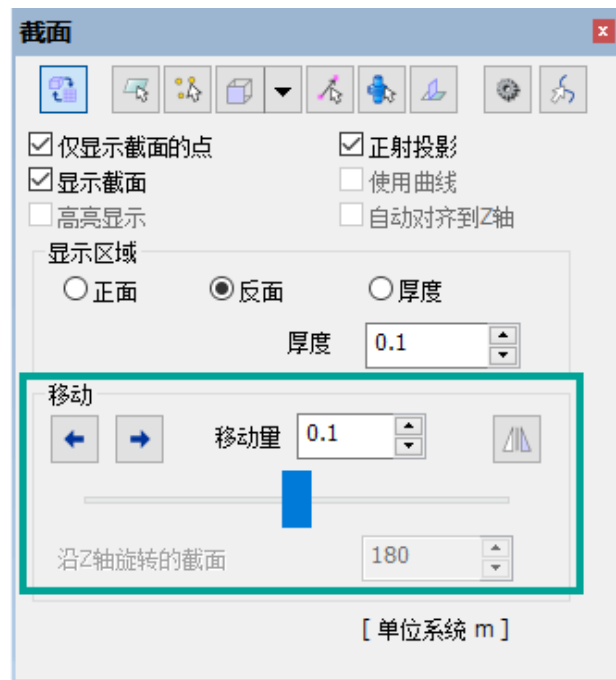 截面
仅显示截面的点 正射投影
显示截面 使用曲线
高亮显示 自动对齐到Z轴
显示区域
正面 反面 厚度
厚度 0.1
移动
移动量 0.1
沿Z轴旋转的截面 180
[ 单位系统 m ]